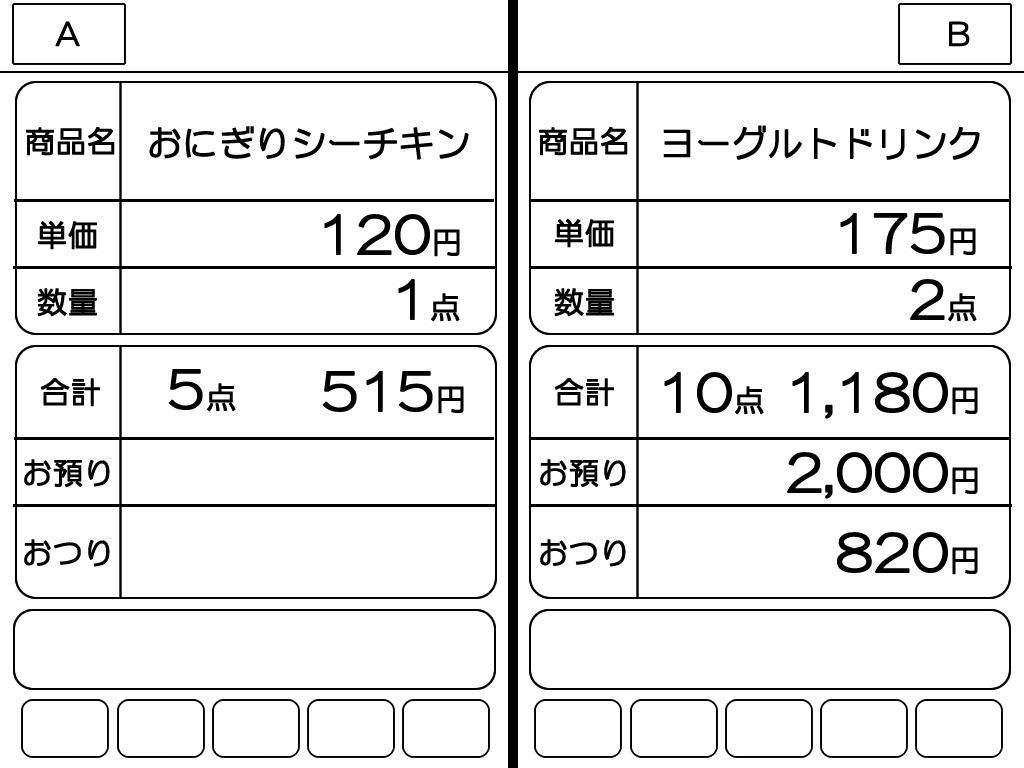 A
商品名 おにぎりシーチキン
単価 120円
数量 1点
合計 5点 515円
お預り
おつり
B
商品名 ヨーグルトドリンク
単価 175円
数量 2点
合計 10点 1,180円
お預り 2,000円
おつり 820円